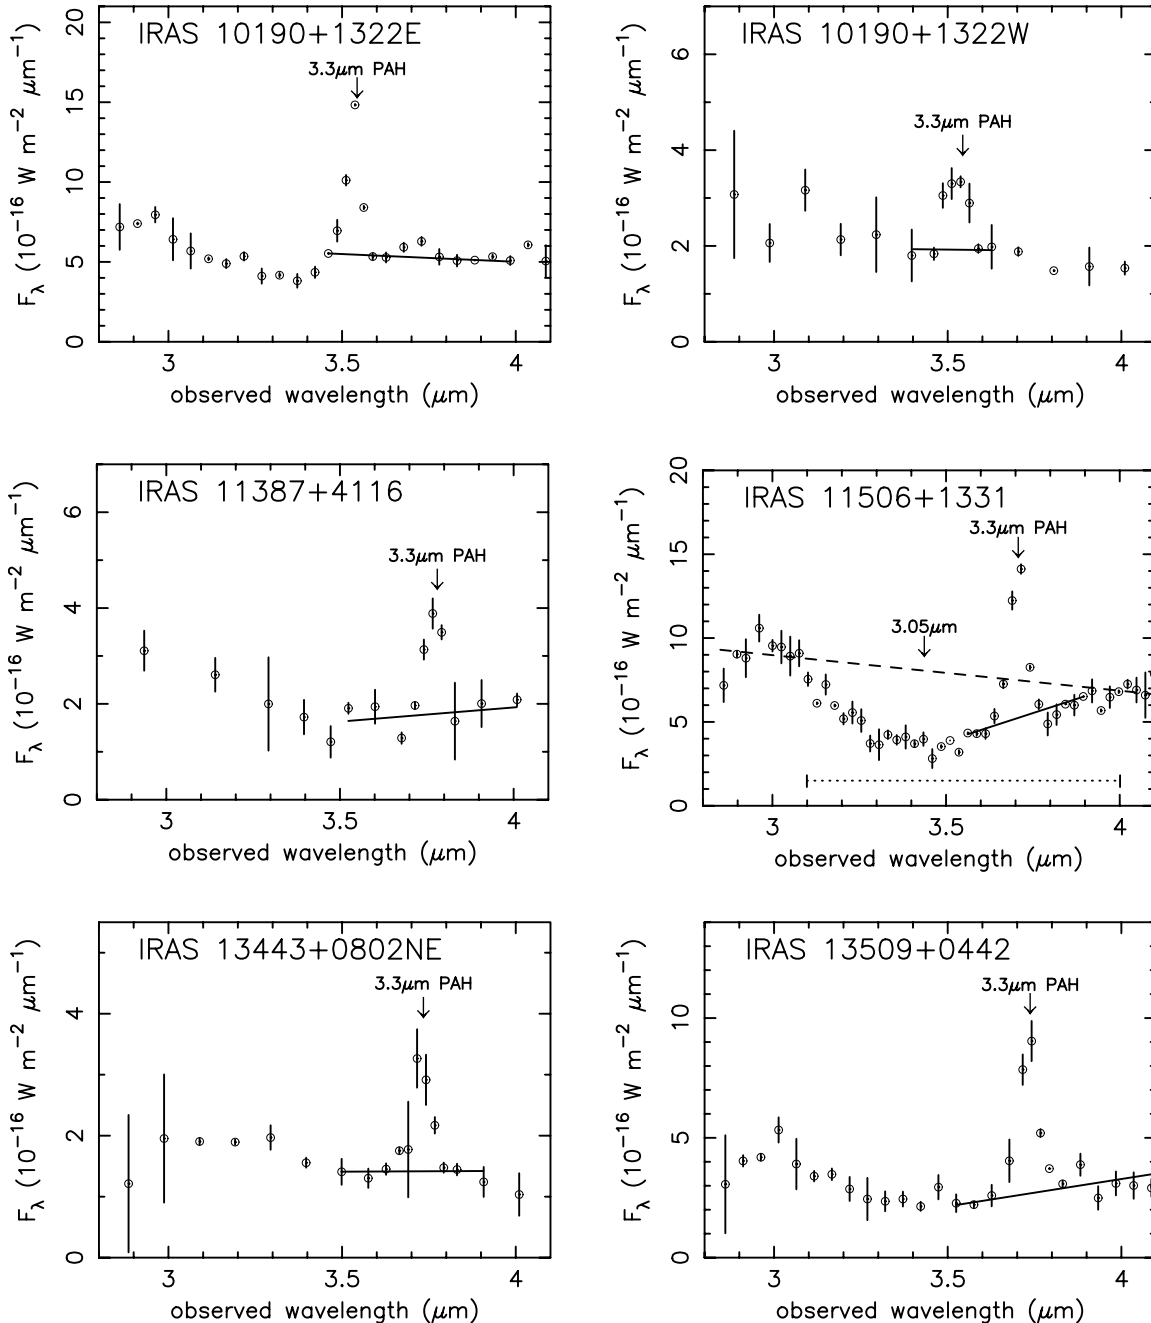 IRAS 10190+1322E
3.3μm PAH
20
15
10
5
0
F_λ (10^−16 W m^−2 μm^−1)
3
3.5
4
observed wavelength (μm)
IRAS 10190+1322W
3.3μm PAH
6
4
2
0
F_λ (10^−16 W m^−2 μm^−1)
3
3.5
4
observed wavelength (μm)
IRAS 11387+4116
3.3μm PAH
6
4
2
0
F_λ (10^−16 W m^−2 μm^−1)
3
3.5
4
observed wavelength (μm)
IRAS 11506+1331
3.3μm PAH
3.05μm
20
15
10
5
0
F_λ (10^−16 W m^−2 μm^−1)
3
3.5
4
observed wavelength (μm)
IRAS 13443+0802NE
3.3μm PAH
4
2
0
F_λ (10^−16 W m^−2 μm^−1)
3
3.5
4
observed wavelength (μm)
IRAS 13509+0442
3.3μm PAH
10
5
0
F_λ (10^−16 W m^−2 μm^−1)
3
3.5
4
observed wavelength (μm)